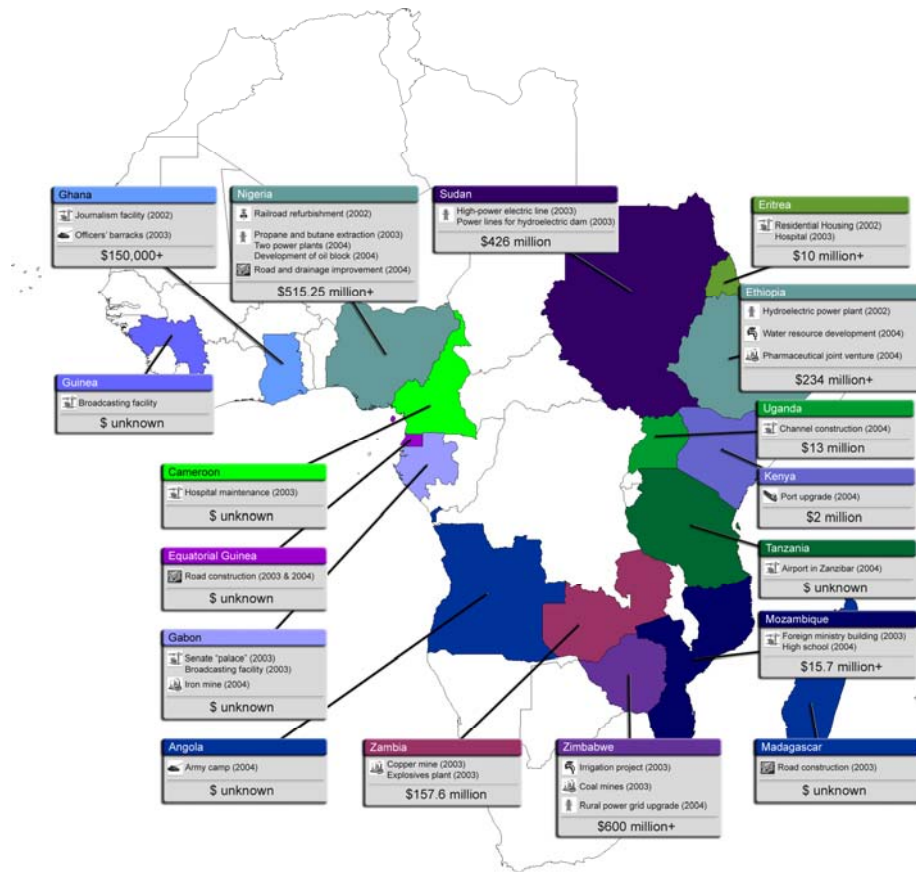 Ghana
Journalism facility (2002)
Officers' barracks (2003)
$150,000+
Nigeria
Railroad refurbishment (2002)
Propane and butane extraction (2003)
Two power plants (2004)
Development of oil block (2004)
Road and drainage improvement (2004)
$515.25 million+
Sudan
High-power electric line (2003)
Power lines for hydroelectric dam (2003)
$426 million
Eritrea
Residential Housing (2002)
Hospital (2003)
$10 million+
Ethiopia
Hydroelectric power plant (2002)
Water resource development (2004)
Pharmaceutical joint venture (2004)
$234 million+
Guinea
Broadcasting facility
$ unknown
Uganda
Channel construction (2004)
$13 million
Cameroon
Hospital maintenance (2003)
$ unknown
Kenya
Port upgrade (2004)
$2 million
Equatorial Guinea
Road construction (2003 & 2004)
$ unknown
Tanzania
Airport in Zanzibar (2004)
$ unknown
Gabon
Senate "palace" (2003)
Broadcasting facility (2003)
Iron mine (2004)
$ unknown
Mozambique
Foreign ministry building (2003)
High school (2004)
$15.7 million+
Angola
Army camp (2004)
$ unknown
Zambia
Copper mine (2003)
Explosives plant (2003)
$157.6 million
Zimbabwe
Irrigation project (2003)
Coal mines (2003)
Rural power grid upgrade (2004)
$600 million+
Madagascar
Road construction (2003)
$ unknown